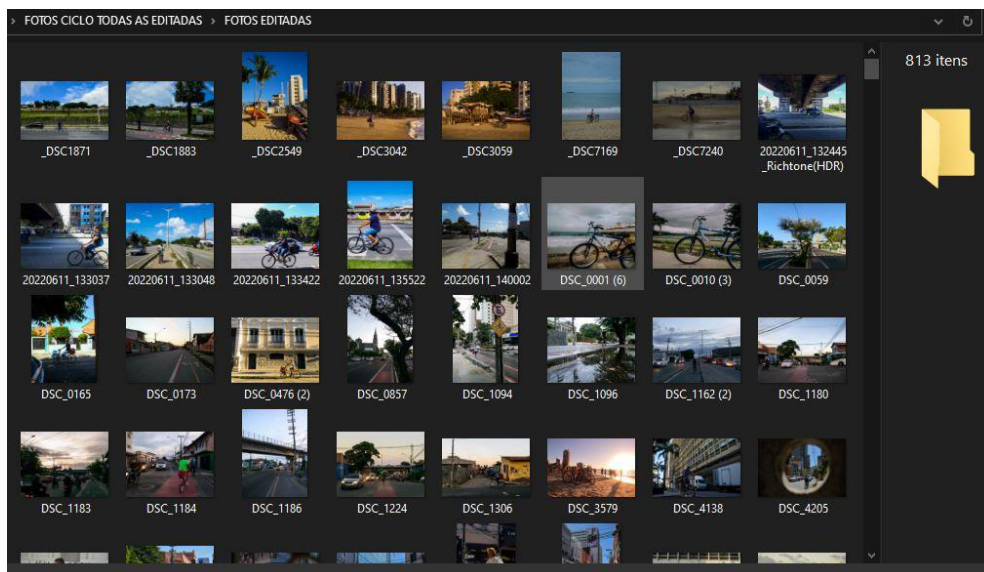 › FOTOS CICLO TODAS AS EDITADAS › FOTOS EDITADAS
813 itens
_DSC1871
_DSC1883
_DSC2549
_DSC3042
_DSC3059
_DSC7169
_DSC7240
20220611_132445
_Richtone(HDR)
20220611_133037
20220611_133048
20220611_133422
20220611_135522
20220611_140002
DSC_0001 (6)
DSC_0010 (3)
DSC_0059
DSC_0165
DSC_0173
DSC_0476 (2)
DSC_0857
DSC_1094
DSC_1096
DSC_1162 (2)
DSC_1180
DSC_1183
DSC_1184
DSC_1186
DSC_1224
DSC_1306
DSC_3579
DSC_4138
DSC_4205